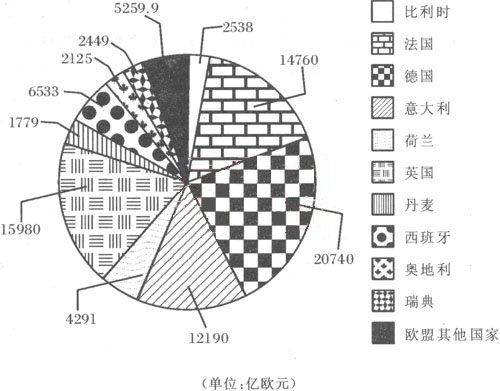 5259.9
2538
2449
14760
2125
6533
1779
15980
20740
4291
12190
比利时
法国
德国
意大利
荷兰
英国
丹麦
西班牙
奥地利
瑞典
欧盟其他国家
(单位:亿欧元)